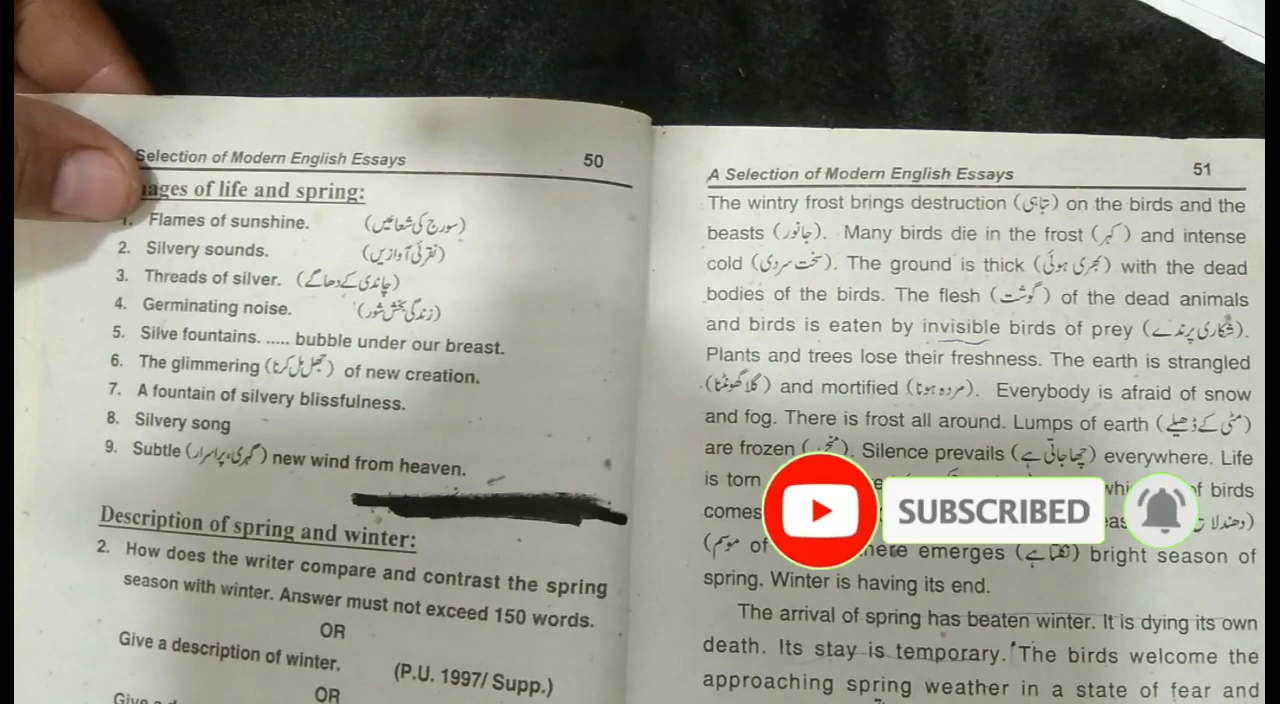 Selection of Modern English Essays 50
ages of life and spring:
1. Flames of sunshine. (سورج کی شعاعیں)
2. Silvery sounds. (نقرئی آوازیں)
3. Threads of silver. (چاندی کے دھاگے)
4. Germinating noise. (زندگی بخش شور)
5. Silve fountains. ..... bubble under our breast.
6. The glimmering (جھل مل کرنا) of new creation.
7. A fountain of silvery blissfulness.
8. Silvery song
9. Subtle (گہری، پراسرار) new wind from heaven.
Description of spring and winter:
2. How does the writer compare and contrast the spring
season with winter. Answer must not exceed 150 words.
OR
Give a description of winter. (P.U. 1997/ Supp.)
OR
A Selection of Modern English Essays 51
The wintry frost brings destruction (تباہی) on the birds and the
beasts (جانور). Many birds die in the frost (کہر) and intense
cold (سخت سردی). The ground is thick (بھری ہوئی) with the dead
bodies of the birds. The flesh (گوشت) of the dead animals
and birds is eaten by invisible birds of prey (شکاری پرندے).
Plants and trees lose their freshness. The earth is strangled
(گلا گھونٹنا) and mortified (مردہ ہونا). Everybody is afraid of snow
and fog. There is frost all around. Lumps of earth (مٹی کے ڈھیلے)
are frozen (منجمد). Silence prevails (چھا جاتی ہے) everywhere. Life
is torn of birds
comes
(موسم) of here emerges (نکلتا ہے) bright season of
spring. Winter is having its end.
The arrival of spring has beaten winter. It is dying its own
death. Its stay is temporary. The birds welcome the
approaching spring weather in a state of fear and
SUBSCRIBED